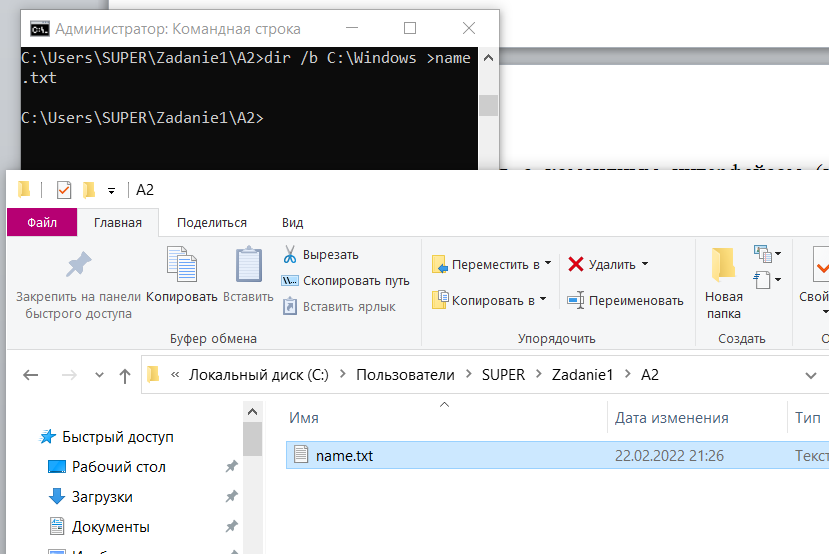 Администратор: Командная строка
C:\Users\SUPER\Zadanie1\A2>dir /b C:\Windows >name
.txt
C:\Users\SUPER\Zadanie1\A2>
A2
Файл Главная Поделиться Вид
Закрепить на панели быстрого доступа
Копировать
Вставить
Вырезать
Скопировать путь
Вставить ярлык
Буфер обмена
Переместить в
Копировать в
Удалить
Переименовать
Упорядочить
Новая папка
Создать
Свой
« Локальный диск (C:) > Пользователи > SUPER > Zadanie1 > A2
Быстрый доступ
Рабочий стол
Загрузки
Документы
Имя Дата изменения Тип
name.txt 22.02.2022 21:26 Текст